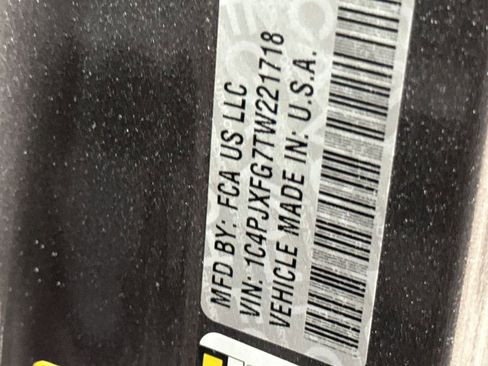 MFD BY: FCA US LLC
VIN: 1C4PJXFG7TW221718
VEHICLE MADE IN: U.S.A.